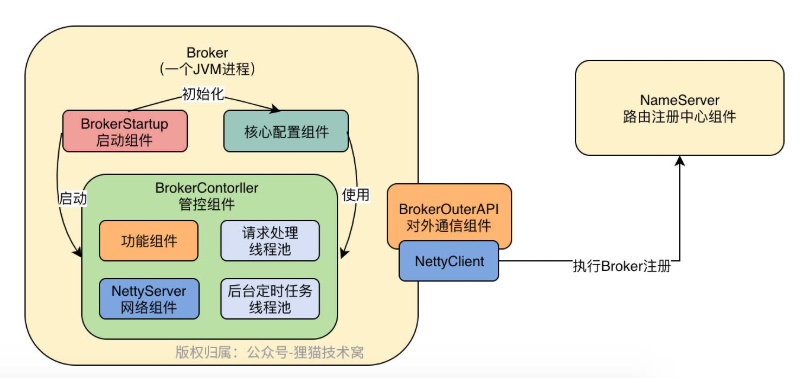 Broker
（一个JVM进程）
初始化
BrokerStartup
启动组件
核心配置组件
启动
使用
BrokerContorller
管控组件
功能组件
请求处理
线程池
NettyServer
网络组件
后台定时任务
线程池
BrokerOuterAPI
对外通信组件
NettyClient
执行Broker注册
NameServer
路由注册中心组件
版权归属：公众号-狸猫技术窝